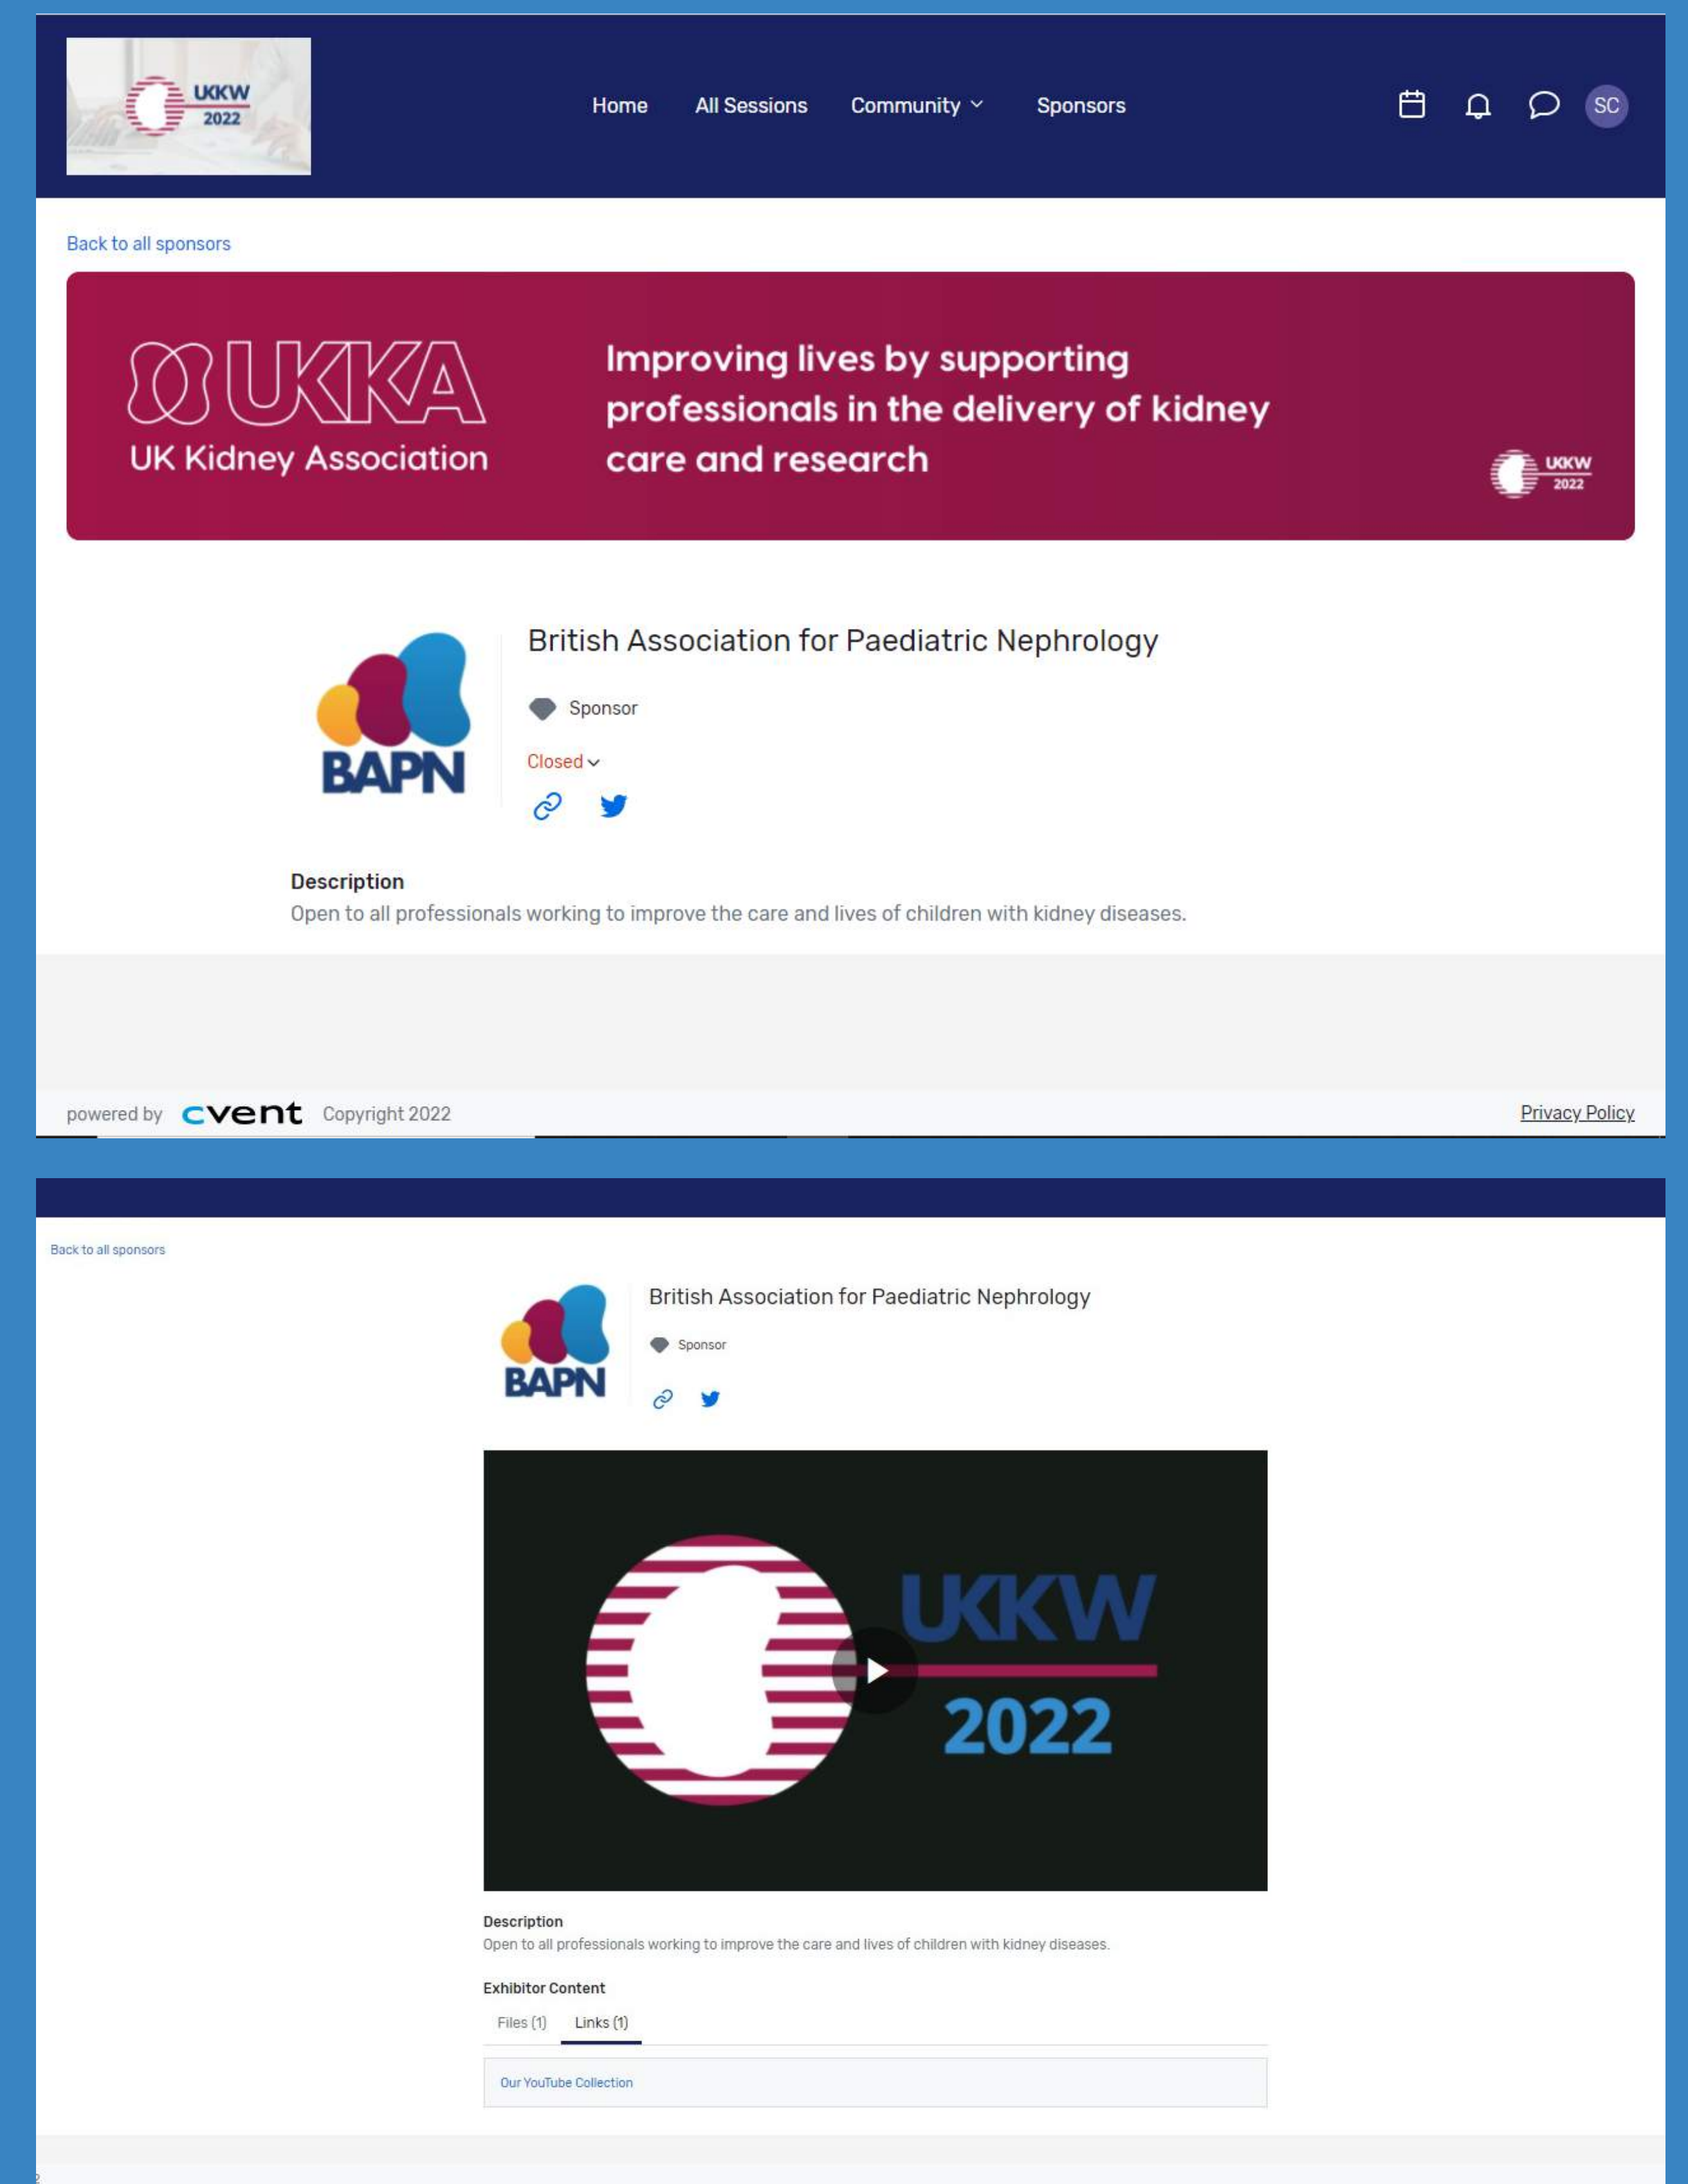 UKKW
2022
Home All Sessions Community Sponsors
SC
Back to all sponsors
UKKA
UK Kidney Association
Improving lives by supporting
professionals in the delivery of kidney
care and research
UKKW
2022
British Association for Paediatric Nephrology
Sponsor
Closed
BAPN
Description
Open to all professionals working to improve the care and lives of children with kidney diseases.
powered by cvent Copyright 2022
Privacy Policy
Back to all sponsors
British Association for Paediatric Nephrology
Sponsor
BAPN
UKKW
2022
Description
Open to all professionals working to improve the care and lives of children with kidney diseases.
Exhibitor Content
Files (1) Links (1)
Our YouTube Collection